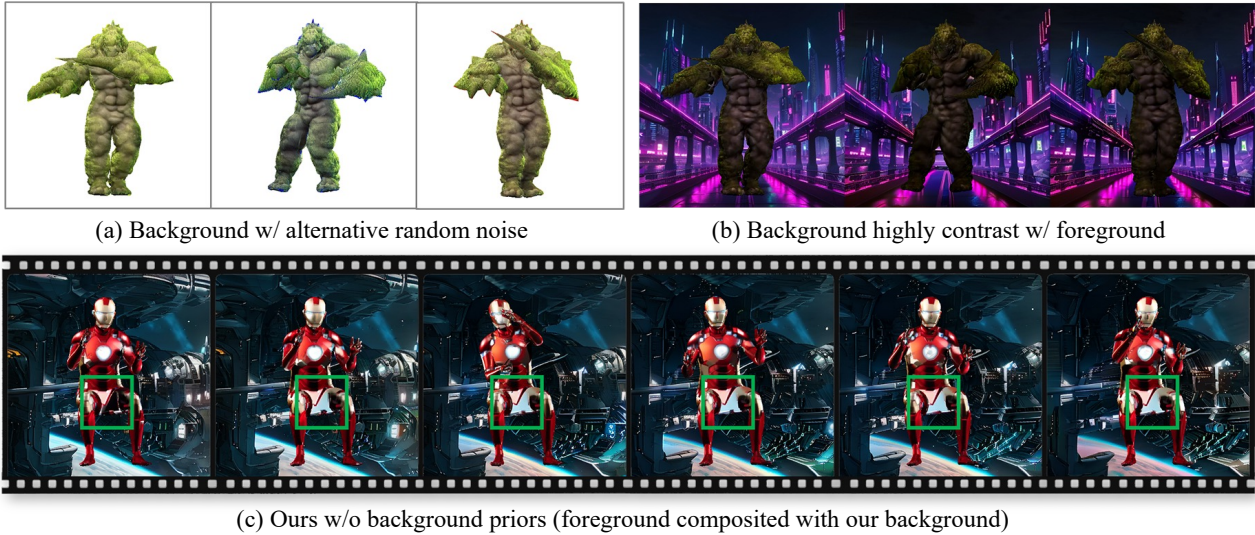 (a) Background w/ alternative random noise
(b) Background highly contrast w/ foreground
(c) Ours w/o background priors (foreground composited with our background)